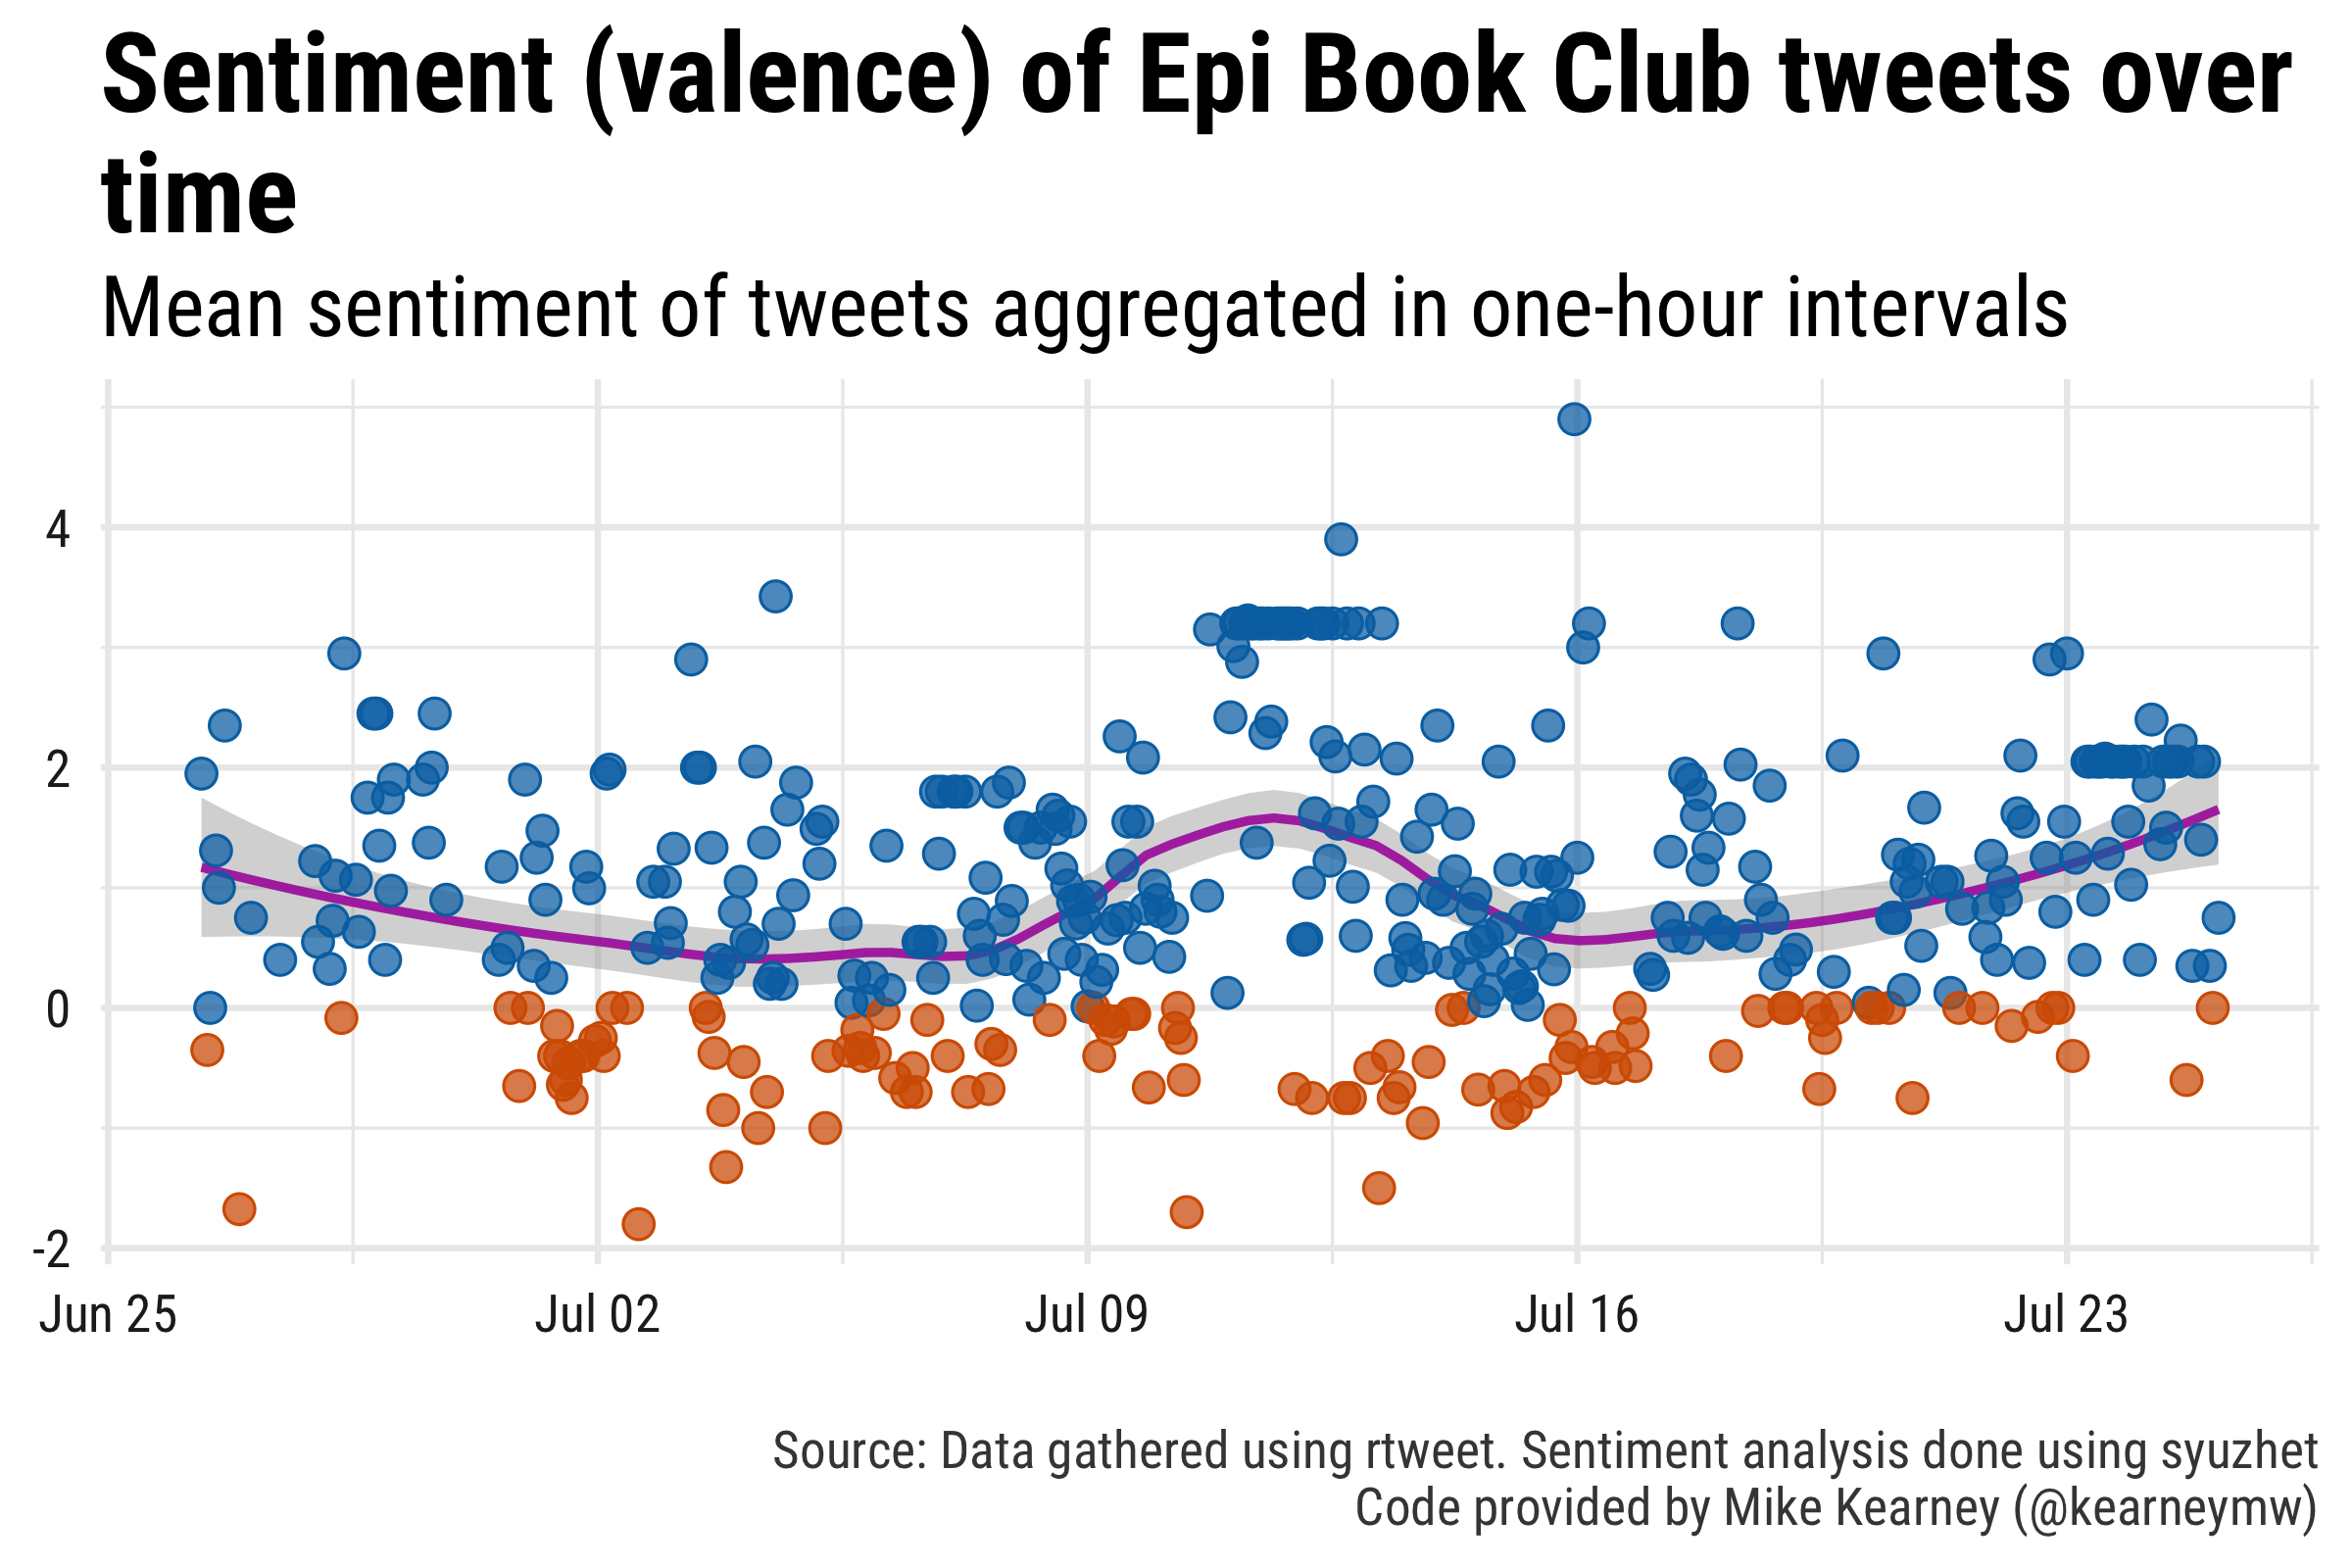 Sentiment (valence) of Epi Book Club tweets over
time
Mean sentiment of tweets aggregated in one-hour intervals
4
2
0
-2
Jun 25 Jul 02 Jul 09 Jul 16 Jul 23
Source: Data gathered using rtweet. Sentiment analysis done using syuzhet
Code provided by Mike Kearney (@kearneymw)